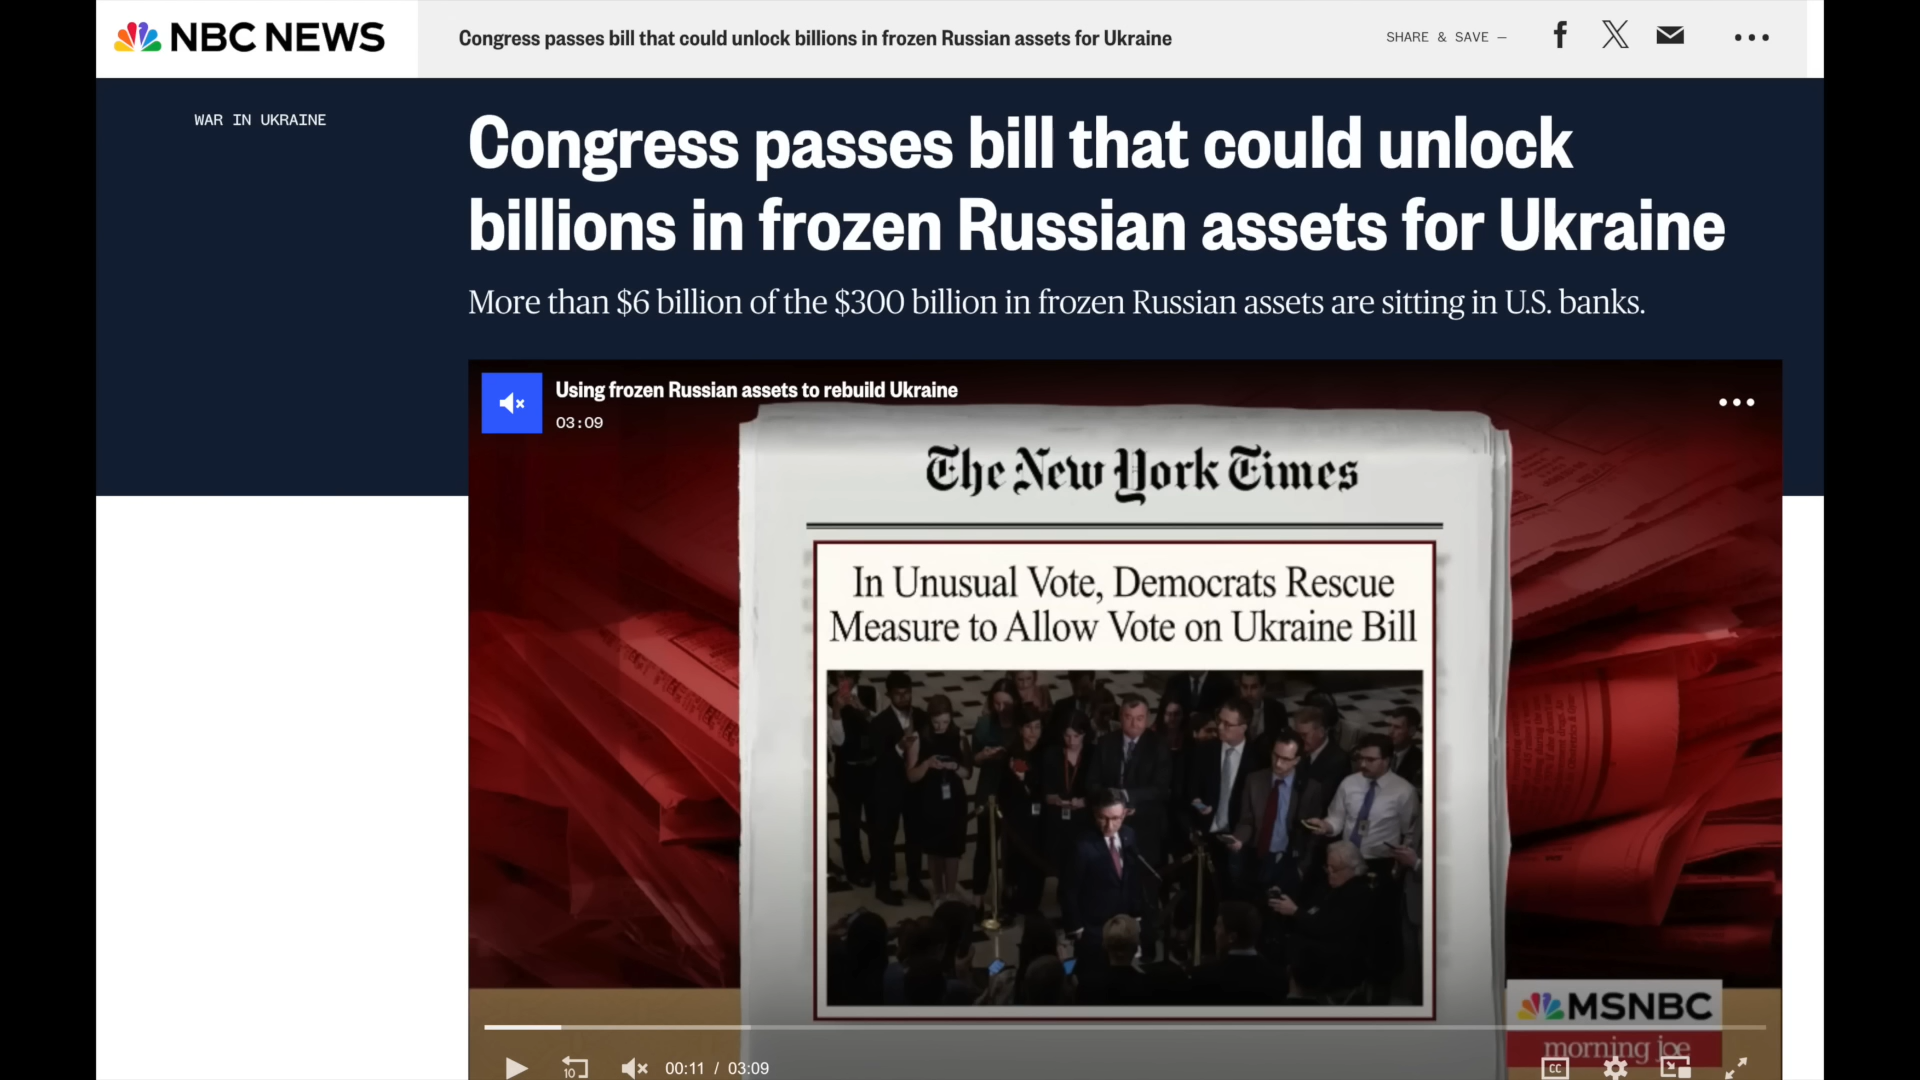 NBC NEWS
Congress passes bill that could unlock billions in frozen Russian assets for Ukraine
SHARE & SAVE —
WAR IN UKRAINE
Congress passes bill that could unlock
billions in frozen Russian assets for Ukraine
More than $6 billion of the $300 billion in frozen Russian assets are sitting in U.S. banks.
Using frozen Russian assets to rebuild Ukraine
03:09
The New York Times
In Unusual Vote, Democrats Rescue
Measure to Allow Vote on Ukraine Bill
MSNBC
morning joe
10
00:11 / 03:09
CC